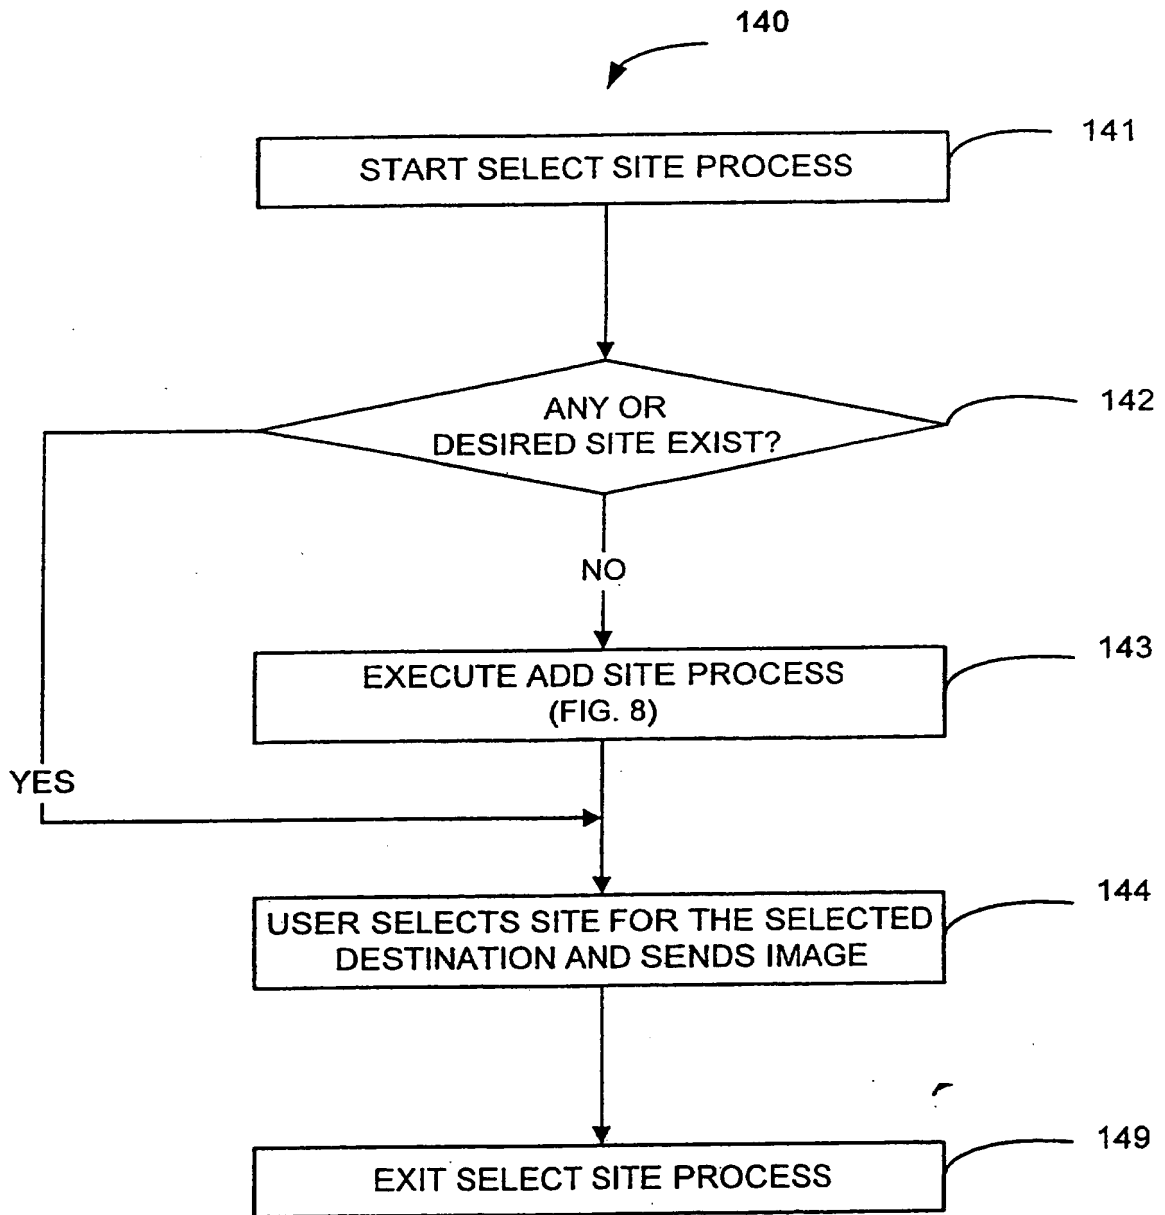 140
START SELECT SITE PROCESS
141
ANY OR
DESIRED SITE EXIST?
142
NO
EXECUTE ADD SITE PROCESS
(FIG. 8)
143
YES
USER SELECTS SITE FOR THE SELECTED
DESTINATION AND SENDS IMAGE
144
EXIT SELECT SITE PROCESS
149